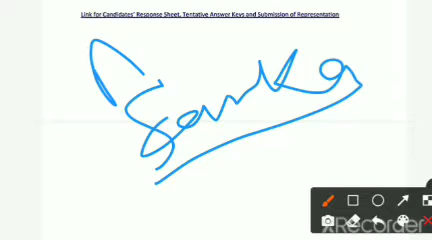 Link for Candidates' Response Sheet, Tentative Answer Keys and Submission of Representation
XRecorder